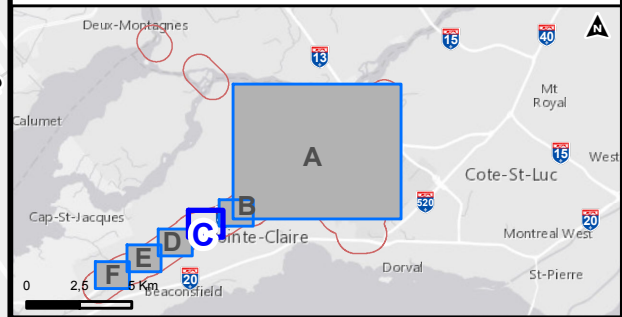 Deux-Montagnes
N
40
15
13
Mt
Royal
Calumet
A
15
West
Cote-St-Luc
520
B
Cap-St-Jacques
20
C
inte-Claire
Montreal West
D
E
Dorval
F
20
St-Pierre
0 2,5 5 Km
Beaconsfield